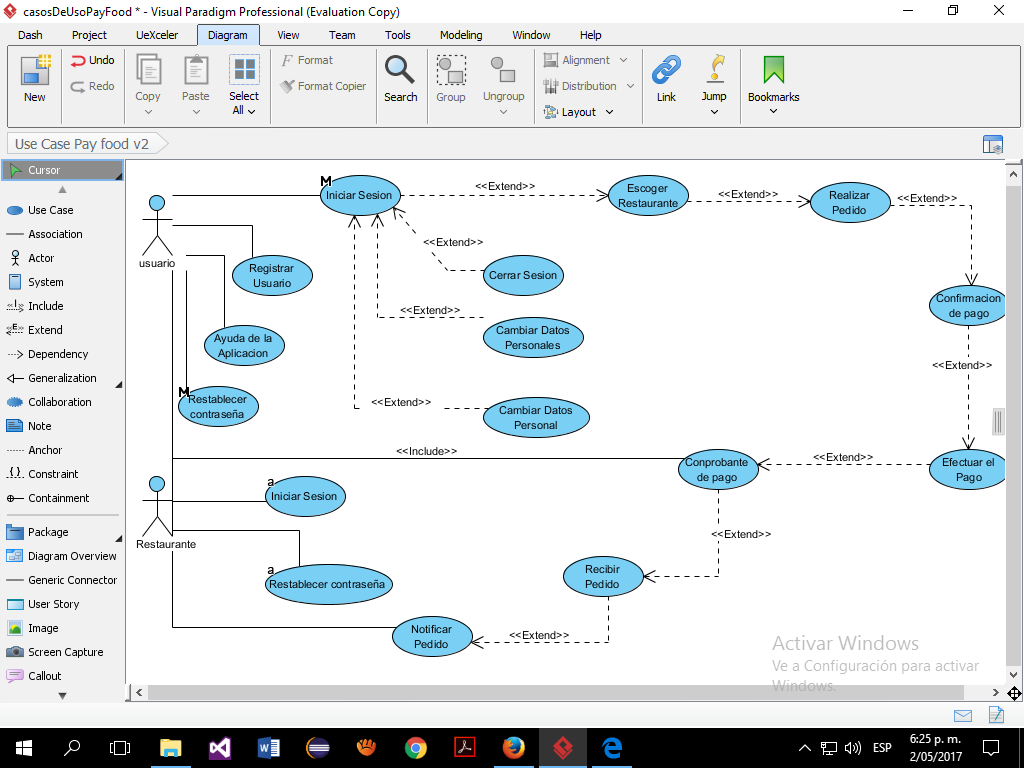 casosDeUsoPayFood * - Visual Paradigm Professional (Evaluation Copy)
Dash Project UeXceler Diagram View Team Tools Modeling Window Help
New
Undo
Redo
Copy
Paste
Select
All
Format
Format Copier
Search
Group
Ungroup
Alignment
Distribution
Layout
Link
Jump
Bookmarks
Use Case Pay food v2
Cursor
Use Case
Association
Actor
System
Include
Extend
Dependency
Generalization
Collaboration
Note
Anchor
Constraint
Containment
Package
Diagram Overview
Generic Connector
User Story
Image
Screen Capture
Callout
usuario
M
Iniciar Sesion
<<Extend>>
Escoger
Restaurante
<<Extend>>
Realizar
Pedido
<<Extend>>
<<Extend>>
Registrar
Usuario
Cerrar Sesion
Confirmacion
de pago
<<Extend>>
Cambiar Datos
Personales
Ayuda de la
Aplicacion
<<Extend>>
M
Restablecer
contraseña
<<Extend>>
Cambiar Datos
Personal
<<Include>>
Conprobante
de pago
<<Extend>>
Efectuar el
Pago
a
Iniciar Sesion
Restaurante
<<Extend>>
a
Restablecer contraseña
Recibir
Pedido
Notificar
Pedido
<<Extend>>
Activar Windows
Ve a Configuración para activar
Windows.
ESP
6:25 p. m.
2/05/2017